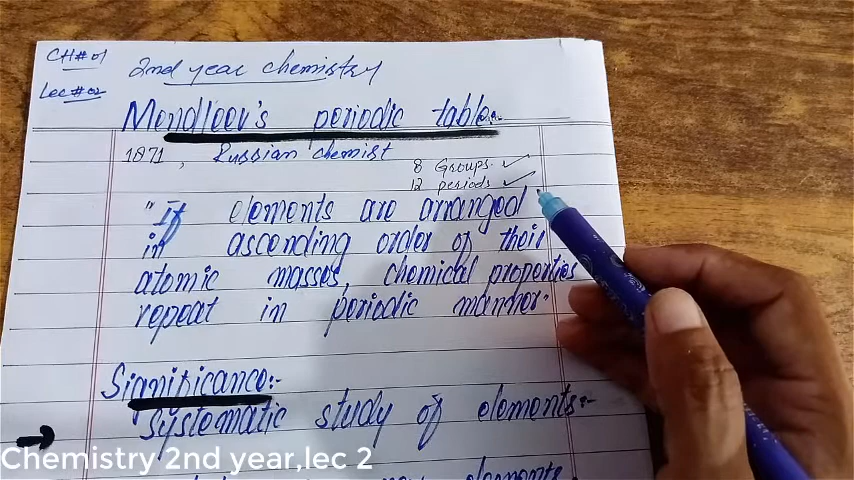 CH#01
2nd year chemistry
Lec#02
Mendleev's periodic table:-
1871, Russian chemist
8 Groups ✓
12 periods ✓
"If elements are arranged
in ascending order of their
atomic masses, chemical properties
repeat in periodic manner.
Significance:-
systematic study of elements:-
elements
Chemistry 2nd year,lec 2